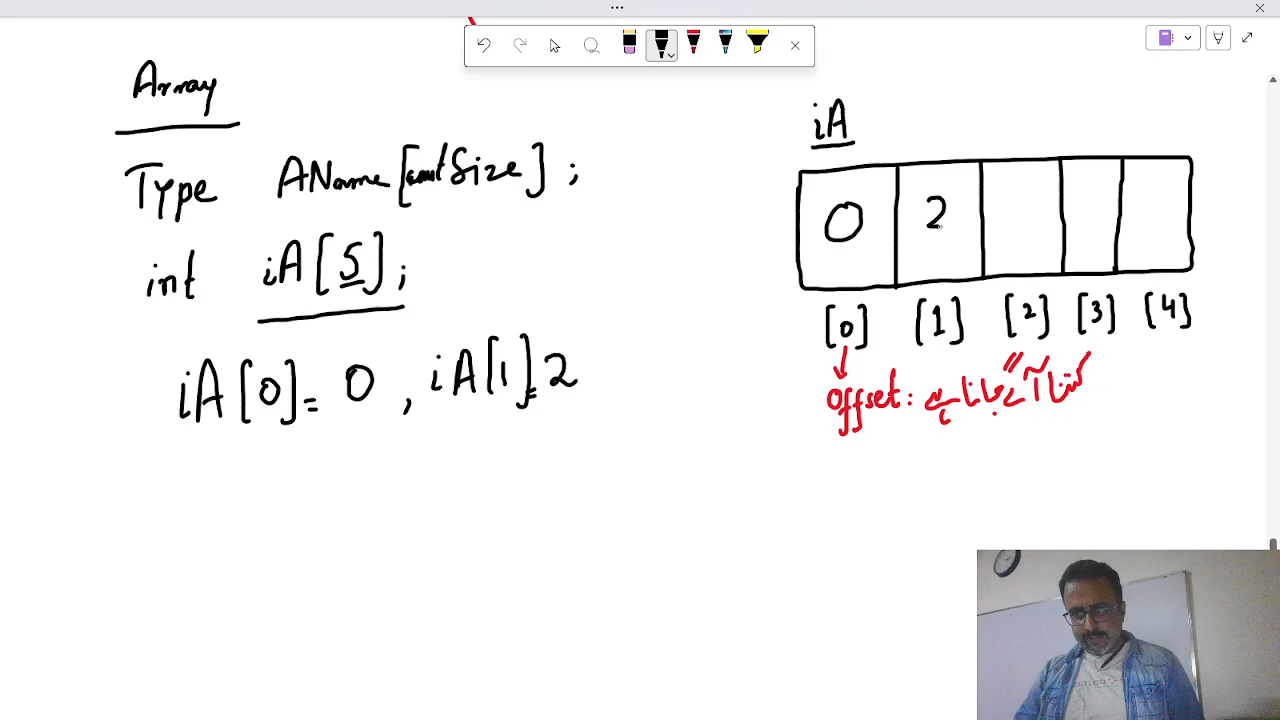 Array
Type AName[constSize];
int iA[5];
iA[0]= 0 , iA[1]=2
iA
0 2
[0] [1] [2] [3] [4]
Offset: کتنا آگے جانا ہے